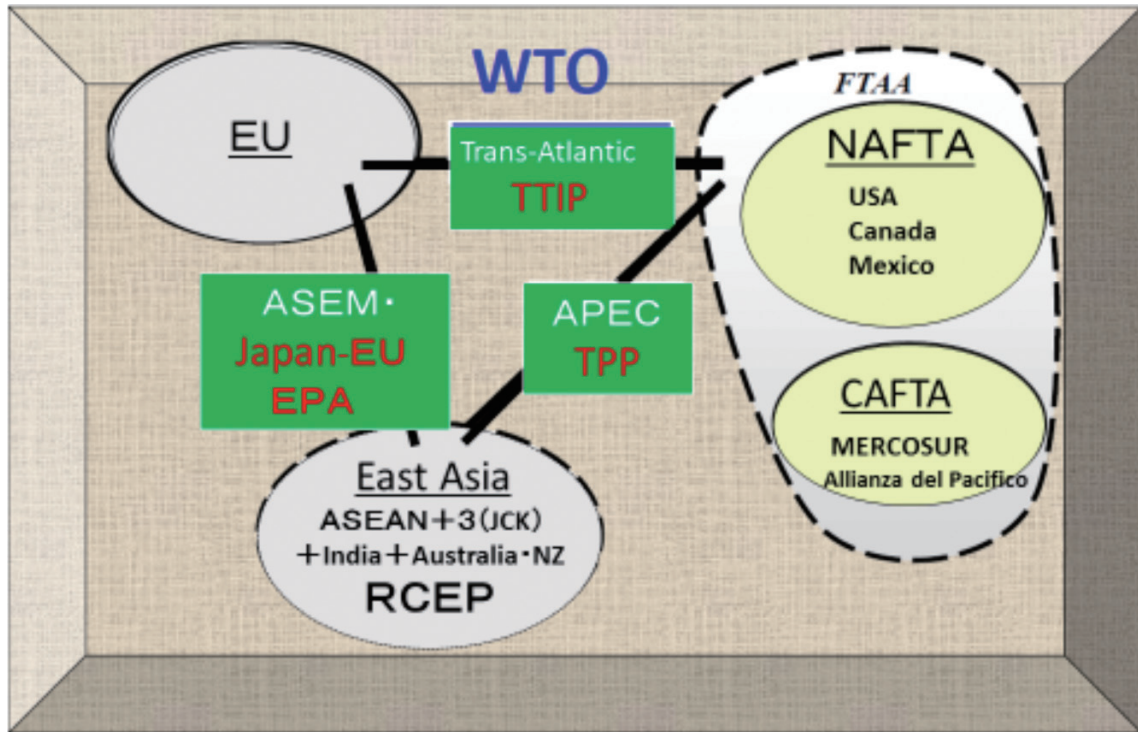 WTO
EU
Trans-Atlantic
TTIP
FTAA
NAFTA
USA
Canada
Mexico
ASEM・
Japan-EU
EPA
APEC
TPP
CAFTA
MERCOSUR
Allianza del Pacifico
East Asia
ASEAN＋3(JCK)
＋India＋Australia・NZ
RCEP